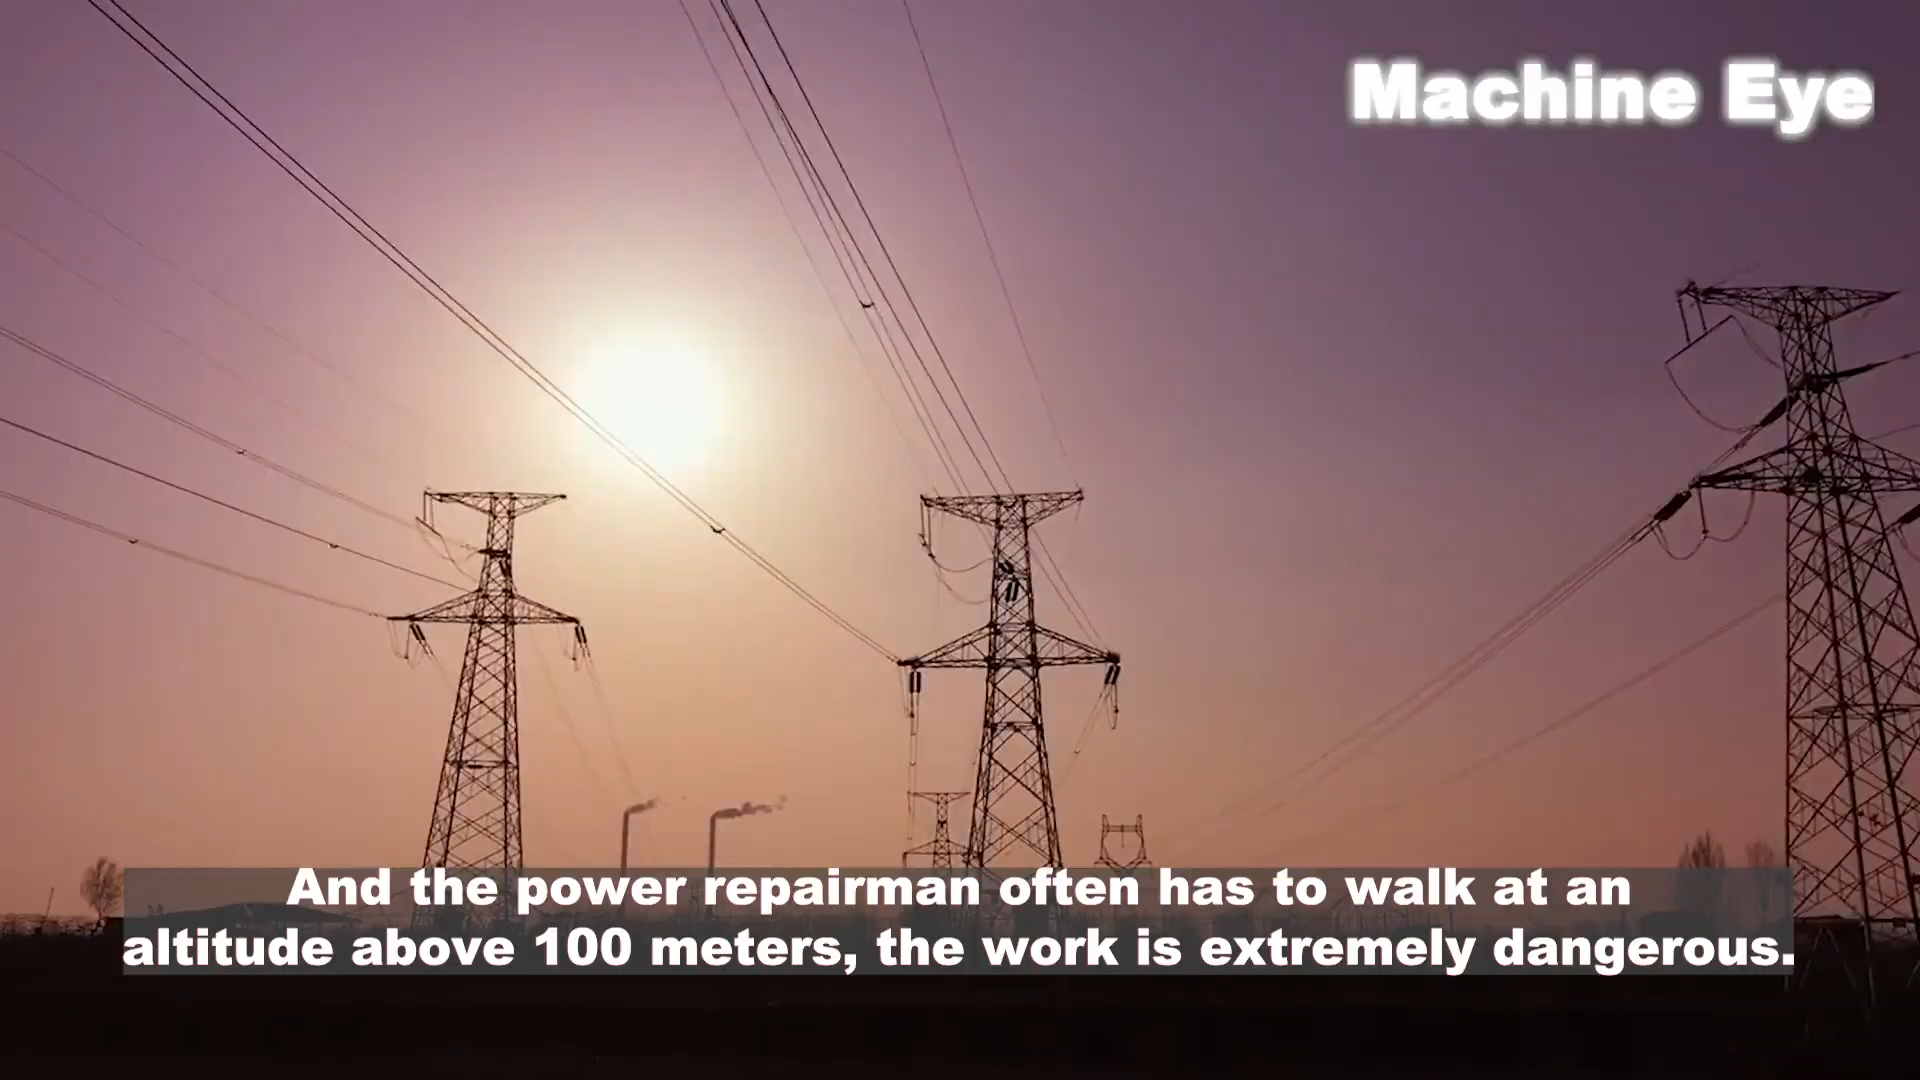 Machine Eye
And the power repairman often has to walk at an
altitude above 100 meters, the work is extremely dangerous.